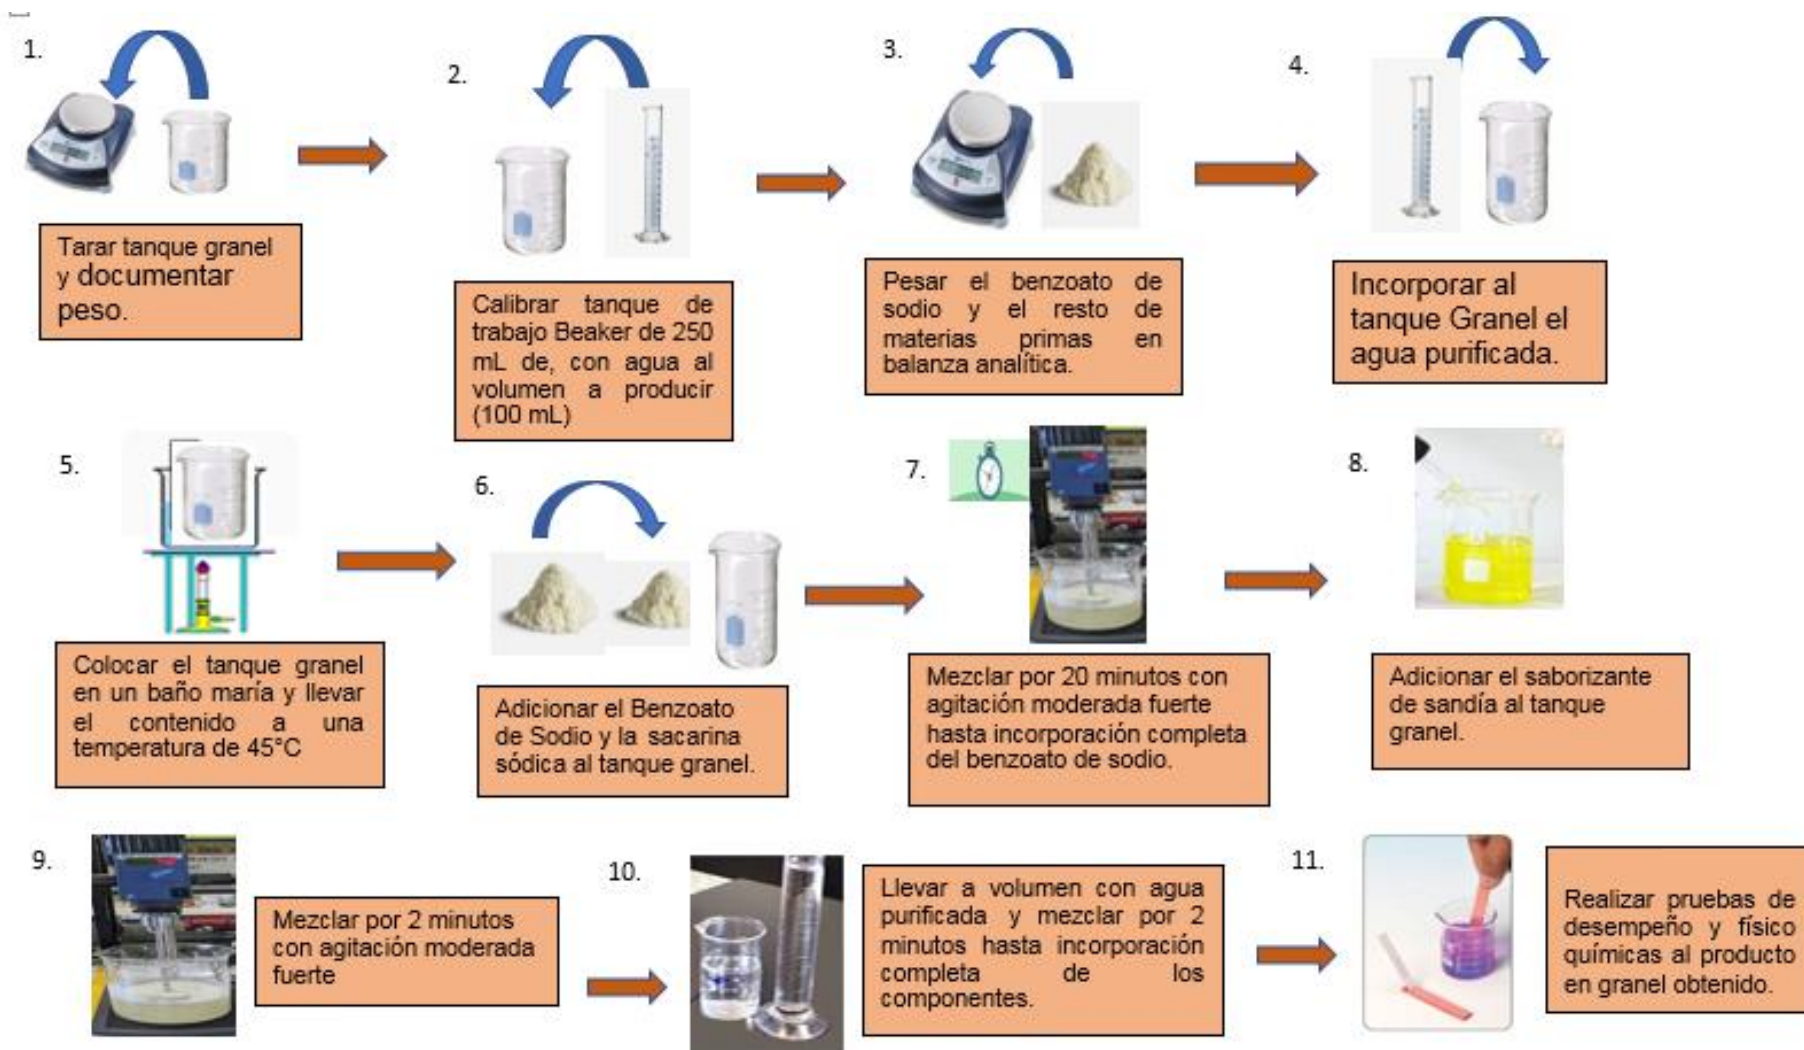 1.
Tarar tanque granel
y documentar
peso.
2.
Calibrar tanque de
trabajo Beaker de 250
mL de, con agua al
volumen a producir
(100 mL)
3.
Pesar el benzoato de
sodio y el resto de
materias primas en
balanza analítica.
4.
Incorporar al
tanque Granel el
agua purificada.
5.
Colocar el tanque granel
en un baño maría y llevar
el contenido a una
temperatura de 45°C
6.
Adicionar el Benzoato
de Sodio y la sacarina
sódica al tanque granel.
7.
Mezclar por 20 minutos con
agitación moderada fuerte
hasta incorporación completa
del benzoato de sodio.
8.
Adicionar el saborizante
de sandía al tanque
granel.
9.
Mezclar por 2 minutos
con agitación moderada
fuerte
10.
Llevar a volumen con agua
purificada y mezclar por 2
minutos hasta incorporación
completa de los
componentes.
11.
Realizar pruebas de
desempeño y físico
químicas al producto
en granel obtenido.